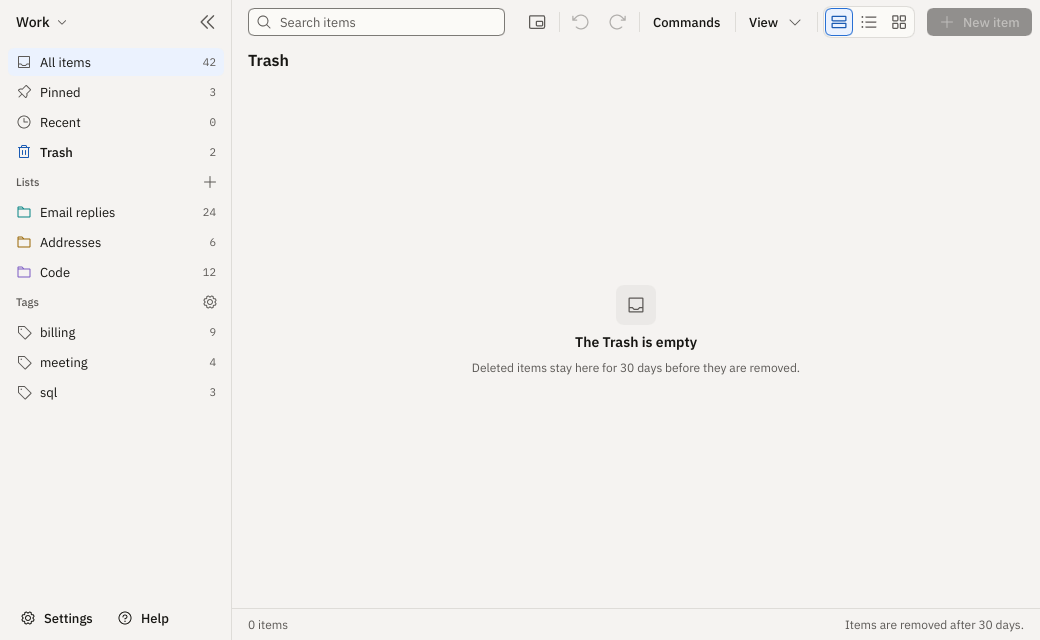 Work
All items 42
Pinned 3
Recent 0
Trash 2
Lists
Email replies 24
Addresses 6
Code 12
Tags
billing 9
meeting 4
sql 3
Settings Help
Search items Commands View New item
Trash
The Trash is empty
Deleted items stay here for 30 days before they are removed.
0 items Items are removed after 30 days.